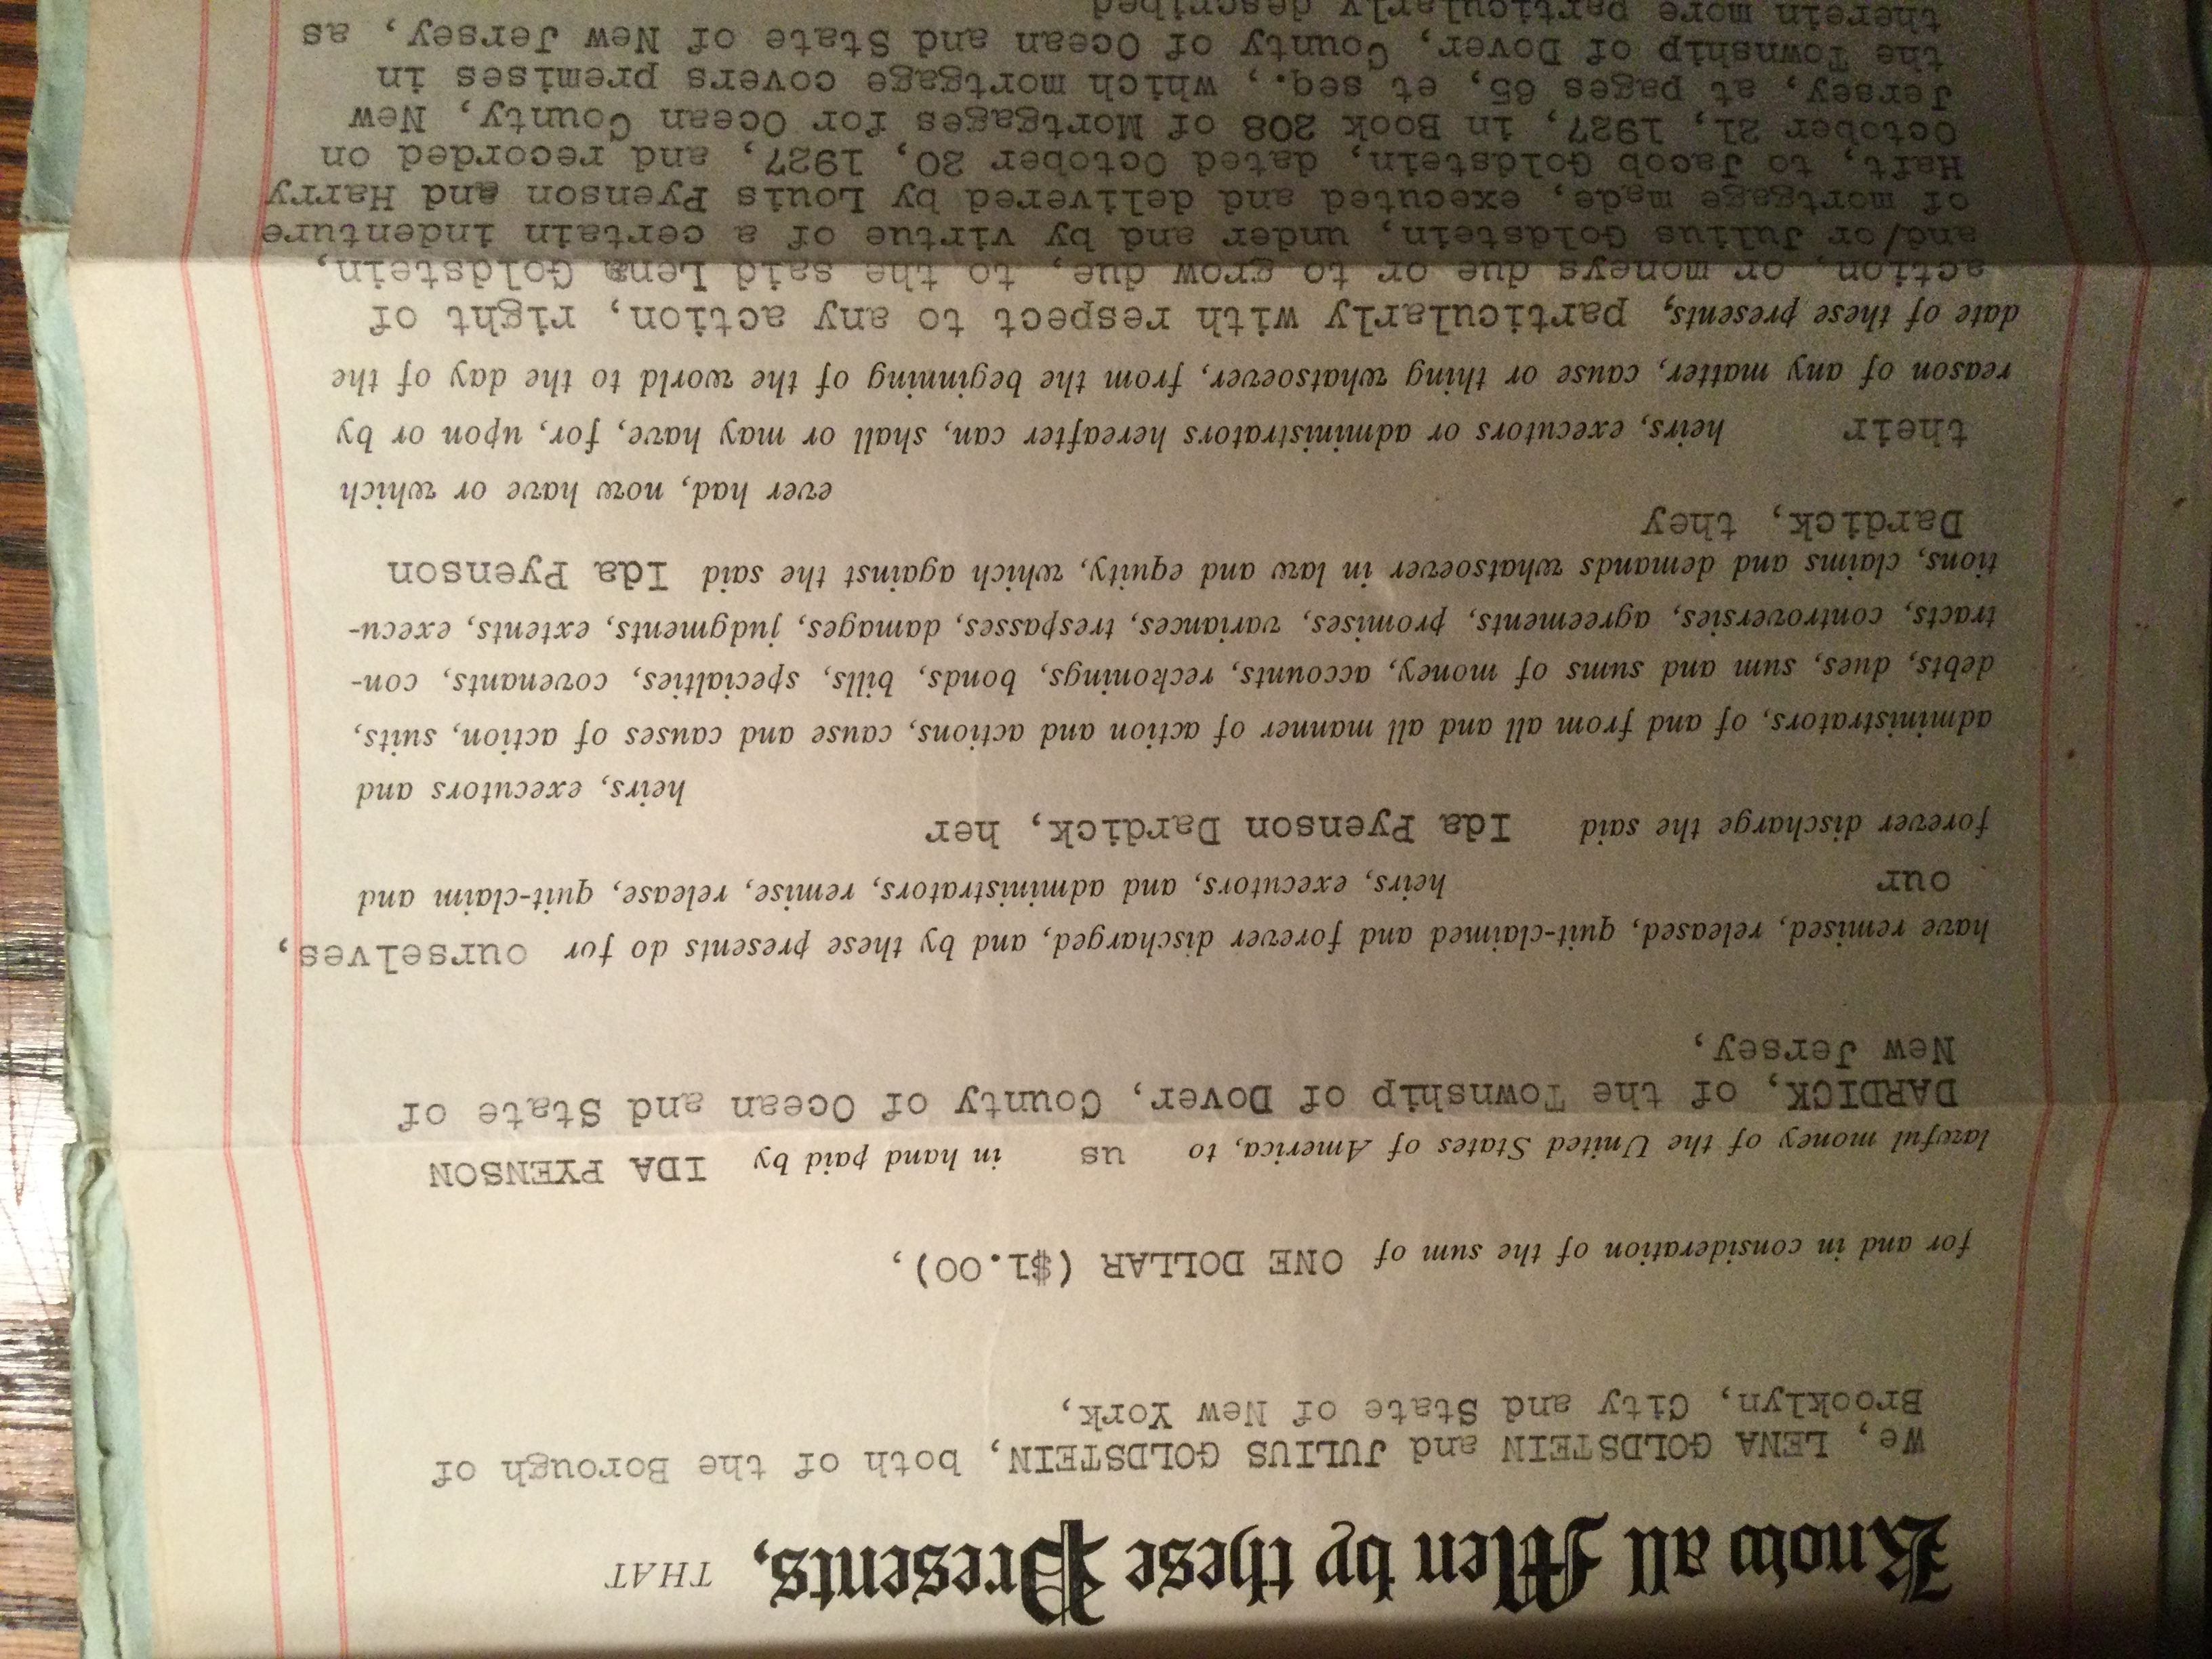 Know all Men by these Presents, THAT
We, LENA GOLDSTEIN and JULIUS GOLDSTEIN, both of the Borough of
Brooklyn, City and State of New York,
for and in consideration of the sum of ONE DOLLAR ($1.00),
lawful money of the United States of America, to us in hand paid by IDA PYENSON
DARDICK, of the Township of Dover, County of Ocean and State of
New Jersey,
have remised, released, quit-claimed and forever discharged, and by these presents do for ourselves,
our heirs, executors, and administrators, remise, release, quit-claim and
forever discharge the said Ida Pyenson Dardick, her
heirs, executors and
administrators, of and from all and all manner of action and actions, cause and causes of action, suits,
debts, dues, sum and sums of money, accounts, reckonings, bonds, bills, specialties, covenants, con-
tracts, controversies, agreements, promises, variances, trespasses, damages, judgments, extents, execu-
tions, claims and demands whatsoever in law and equity, which against the said Ida Pyenson
Dardick, they
ever had, now have or which
their heirs, executors or administrators hereafter can, shall or may have, for, upon or by
reason of any matter, cause or thing whatsoever, from the beginning of the world to the day of the
date of these presents, particularly with respect to any action, right of
action, or moneys due or to grow due, to the said Lena Goldstein,
and/or Julius Goldstein, under and by virtue of a certain indenture
of mortgage made, executed and delivered by Louis Pyenson and Harry
Haft, to Jacob Goldstein, dated October 20, 1927, and recorded on
October 21, 1927, in Book 208 of Mortgages for Ocean County, New
Jersey, at pages 65, et seq., which mortgage covers premises in
the Township of Dover, County of Ocean and State of New Jersey, as
therein more particularly described